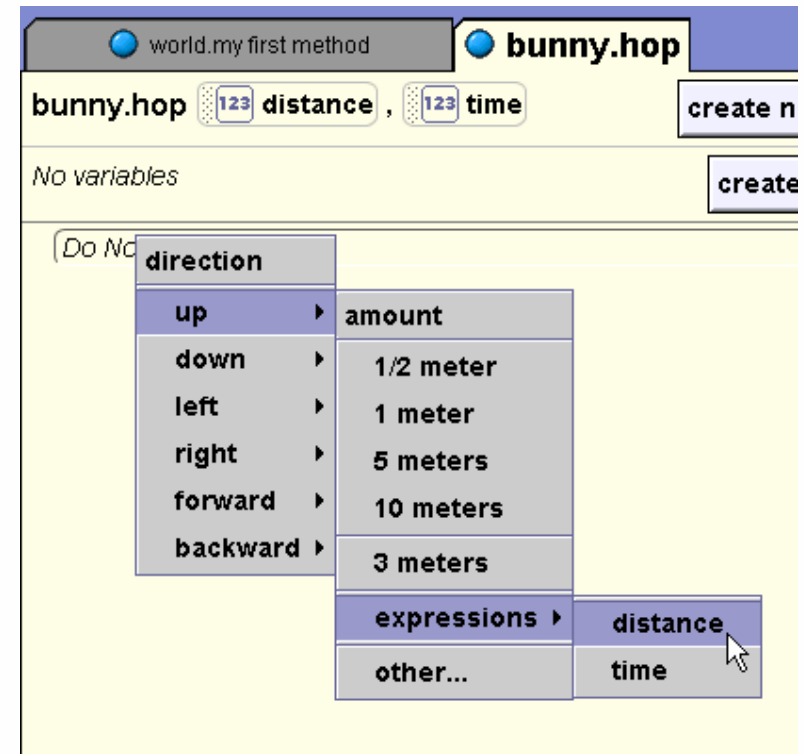 world.my first method bunny.hop
bunny.hop 123 distance , 123 time create n
No variables create
Do No
direction
up
down
left
right
forward
backward
amount
1/2 meter
1 meter
5 meters
10 meters
3 meters
expressions
other...
distance
time